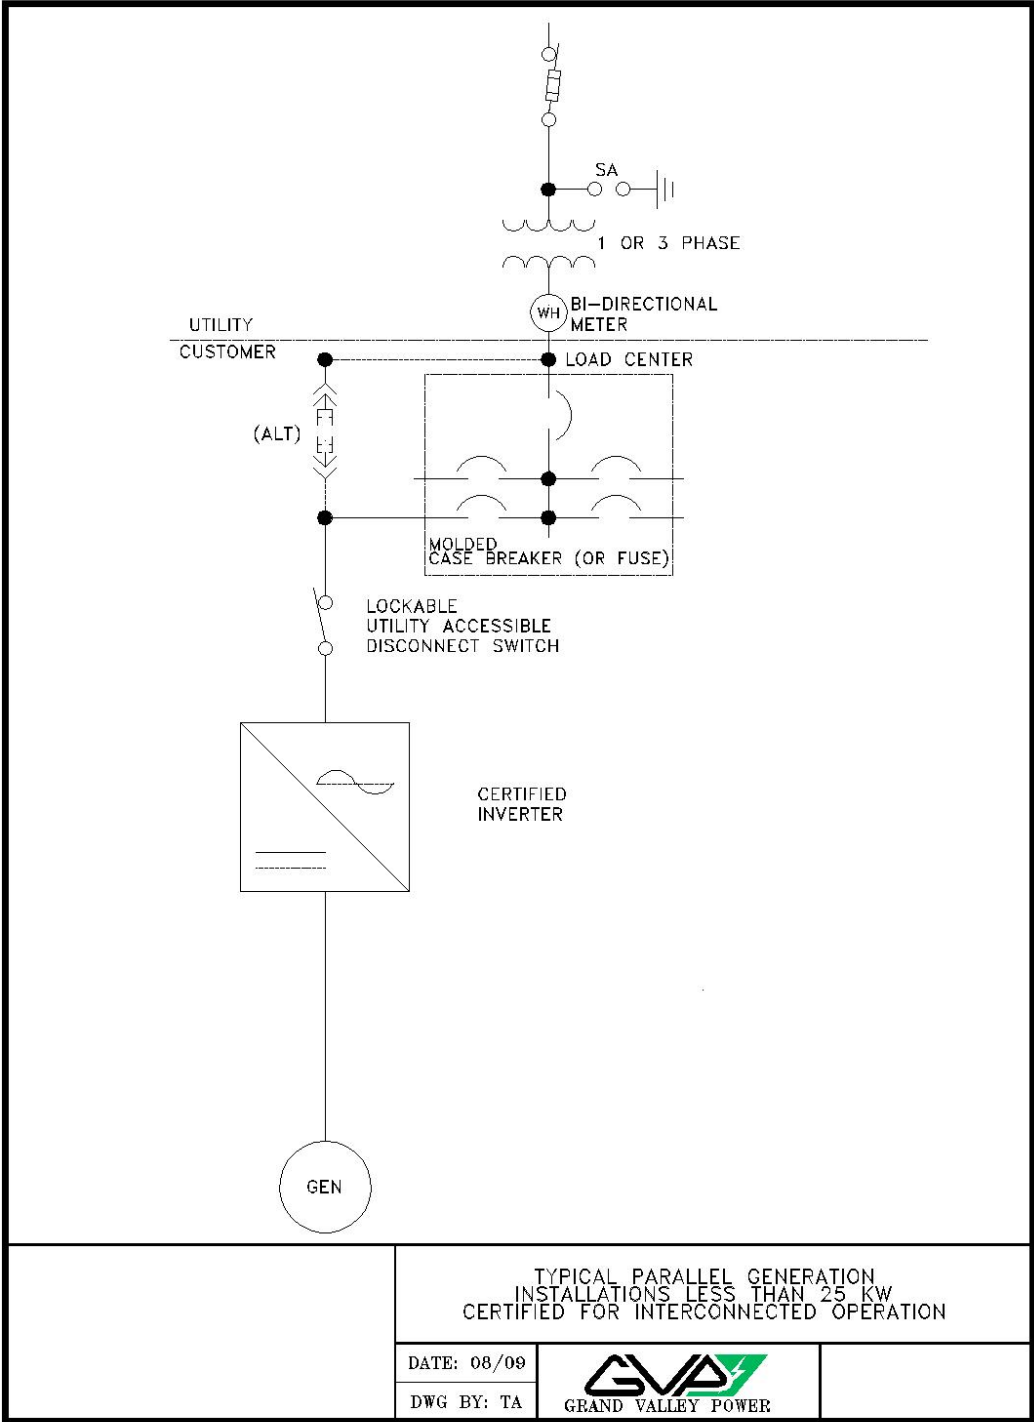 SA
1 OR 3 PHASE
WH
BI-DIRECTIONAL
METER
UTILITY
CUSTOMER
LOAD CENTER
(ALT)
MOLDED
CASE BREAKER (OR FUSE)
LOCKABLE
UTILITY ACCESSIBLE
DISCONNECT SWITCH
CERTIFIED
INVERTER
GEN
TYPICAL PARALLEL GENERATION
INSTALLATIONS LESS THAN 25 KW
CERTIFIED FOR INTERCONNECTED OPERATION
DATE: 08/09
DWG BY: TA
GVP
GRAND VALLEY POWER